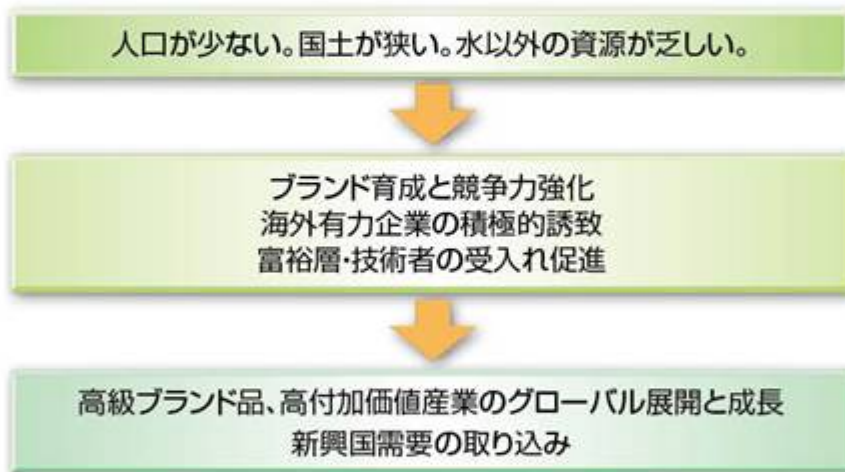 人口が少ない。国土が狭い。水以外の資源が乏しい。
ブランド育成と競争力強化
海外有力企業の積極的誘致
富裕層・技術者の受入れ促進
高級ブランド品、高付加価値産業のグローバル展開と成長
新興国需要の取り込み